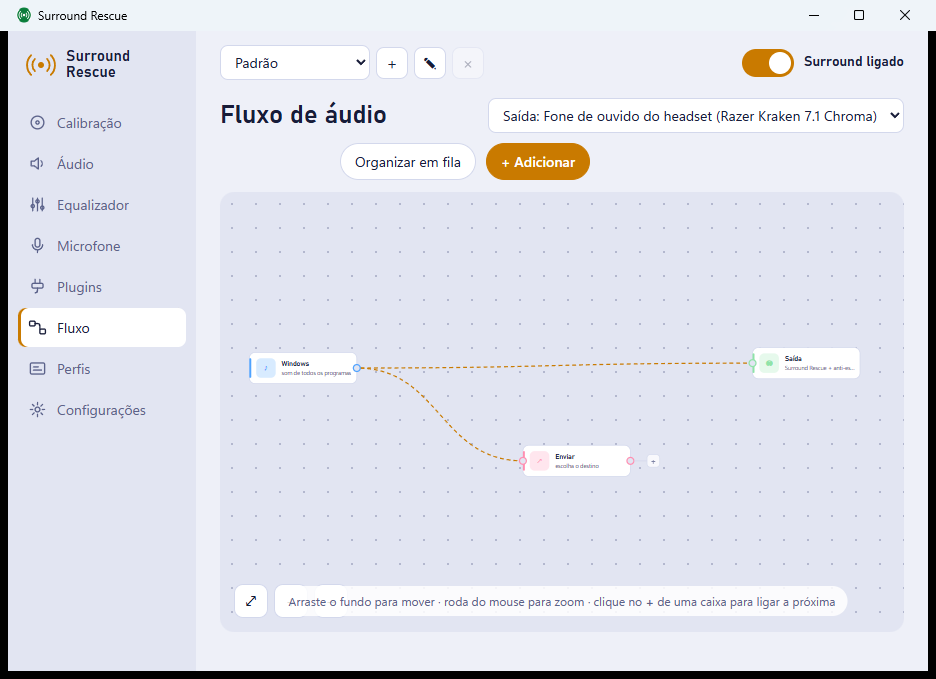 Surround Rescue
Surround
Rescue
Padrão
Surround ligado
Calibração
Áudio
Equalizador
Microfone
Plugins
Fluxo
Perfis
Configurações
Fluxo de áudio
Saída: Fone de ouvido do headset (Razer Kraken 7.1 Chroma)
Organizar em fila
+ Adicionar
Windows
som de todos os programas
Saída
Surround Rescue + anti-es...
Enviar
escolha o destino
+
Arraste o fundo para mover · roda do mouse para zoom · clique no + de uma caixa para ligar a próxima